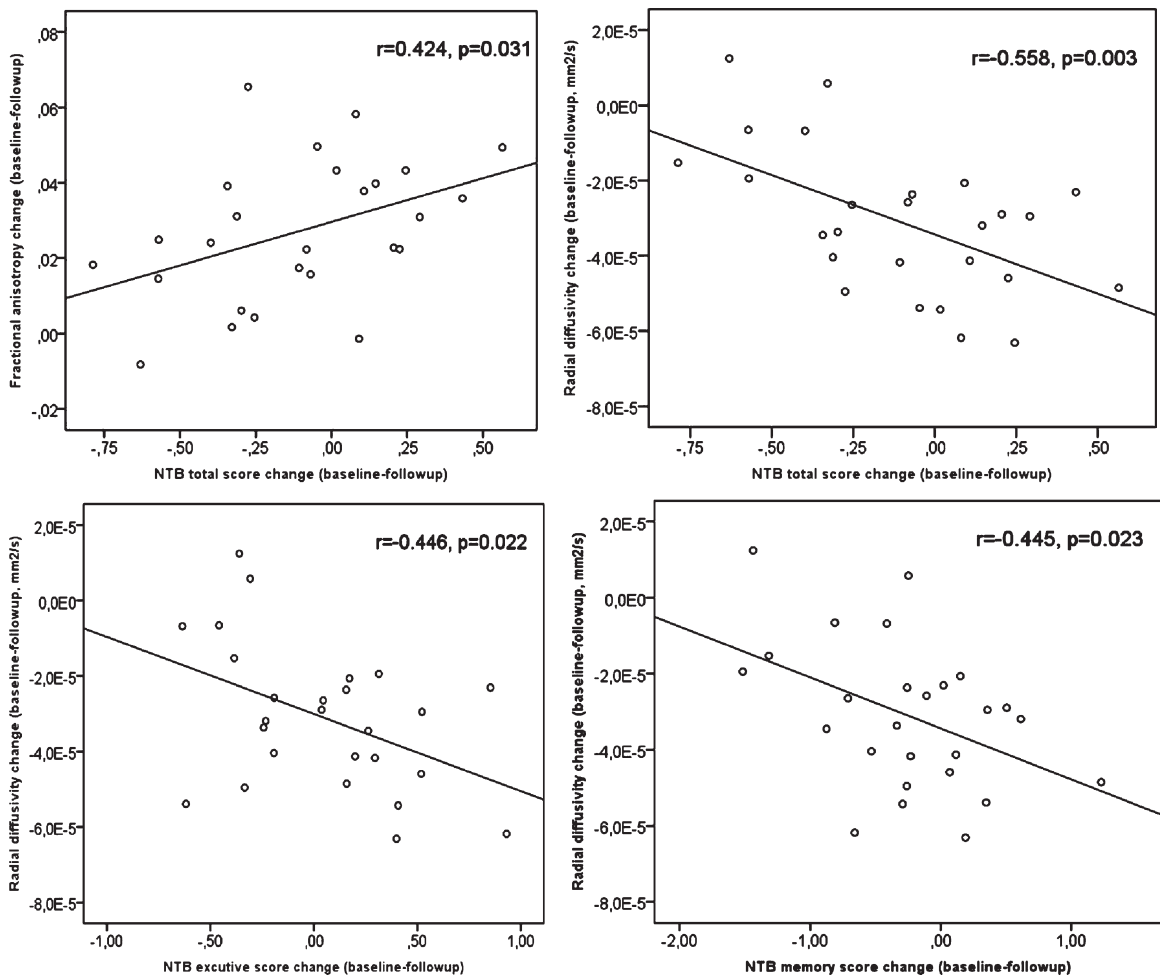 Fractional anisotropy change (baseline-followup)
,08
,06
,04
,02
,00
-,02
r=0.424, p=0.031
-,75
-,50
-,25
,00
,25
,50
NTB total score change (baseline-followup)
Radial diffusivity change (baseline-followup, mm2/s)
2,0E-5
,0E0
-2,0E-5
-4,0E-5
-6,0E-5
-8,0E-5
r=-0.558, p=0.003
-,75
-,50
-,25
,00
,25
,50
NTB total score change (baseline-followup)
Radial diffusivity change (baseline-followup, mm2/s)
2,0E-5
0,0E0
-2,0E-5
-4,0E-5
-6,0E-5
-8,0E-5
r=-0.446, p=0.022
-1,00
-,50
,00
,50
1,00
NTB excutive score change (baseline-followup)
Radial diffusivity change (baseline-followup, mm2/s)
2,0E-5
0,0E0
-2,0E-5
-4,0E-5
-6,0E-5
-8,0E-5
r=-0.445, p=0.023
-2,00
-1,00
,00
1,00
NTB memory score change (baseline-followup)